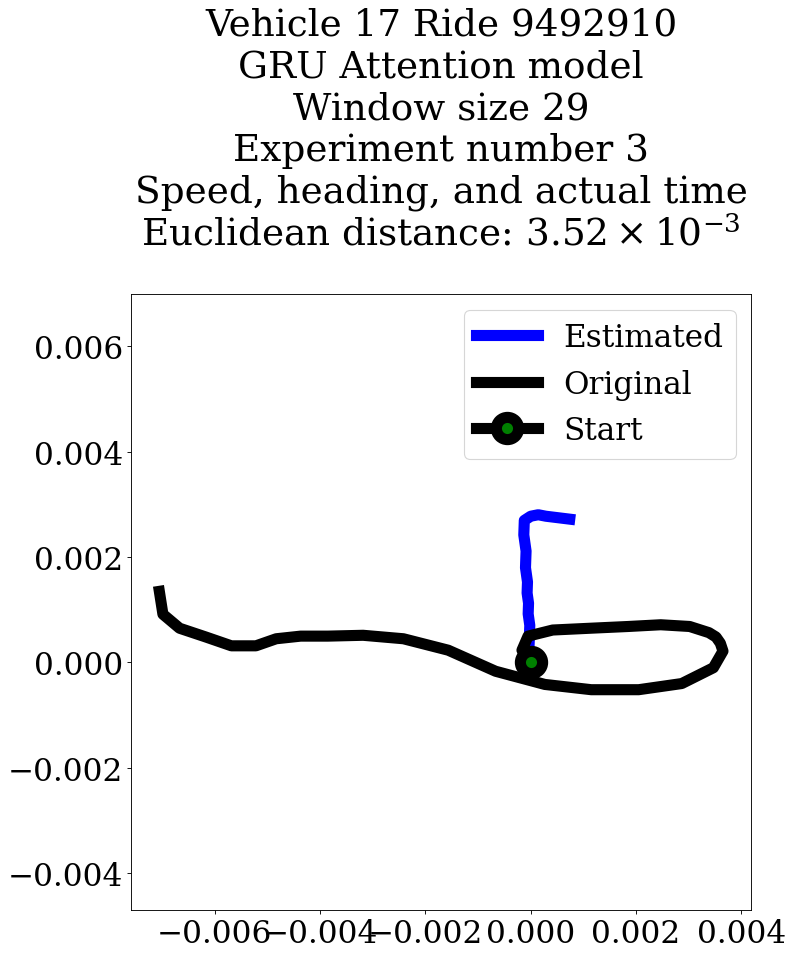 Vehicle 17 Ride 9492910
GRU Attention model
Window size 29
Experiment number 3
Speed, heading, and actual time
Euclidean distance: 3.52 × 10⁻³
Estimated
Original
Start
0.006
0.004
0.002
0.000
−0.002
−0.004
−0.006 −0.004 −0.002 0.000 0.002 0.004